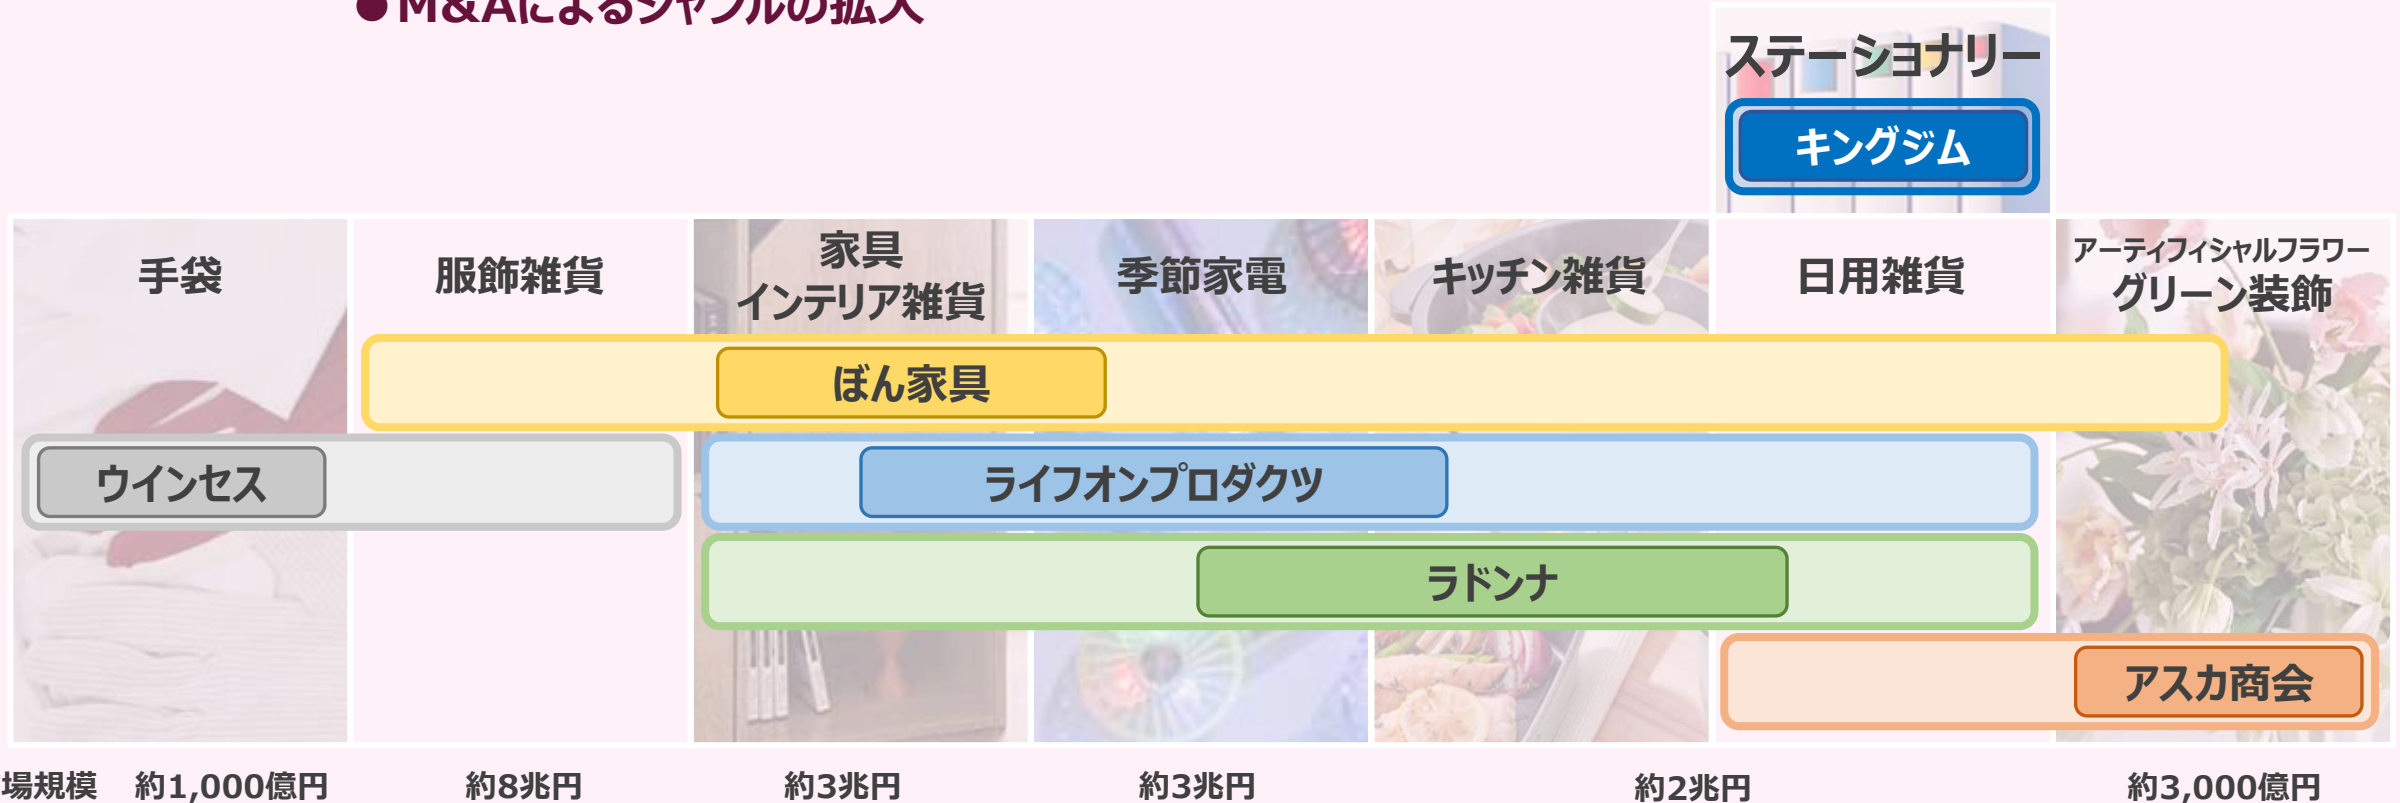 ●M&Aによるジャンルの拡大
ステーショナリー
キングジム
手袋
服飾雑貨
家具
インテリア雑貨
季節家電
キッチン雑貨
日用雑貨
アーティフィシャルフラワー
グリーン装飾
ぼん家具
ウインセス
ライフオンプロダクツ
ラドンナ
アスカ商会
場規模 約1,000億円 約8兆円 約3兆円 約3兆円 約2兆円 約3,000億円